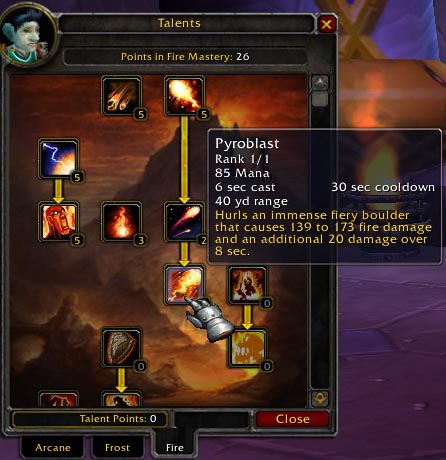 Talents
Points in Fire Mastery: 26
5
5
Pyroblast
Rank 1/1
85 Mana
6 sec cast 30 sec cooldown
40 yd range
Hurls an immense fiery boulder
that causes 139 to 173 fire damage
and an additional 20 damage over
8 sec.
5
5
3
2
0
0
0
Talent Points: 0
Close
Arcane
Frost
Fire